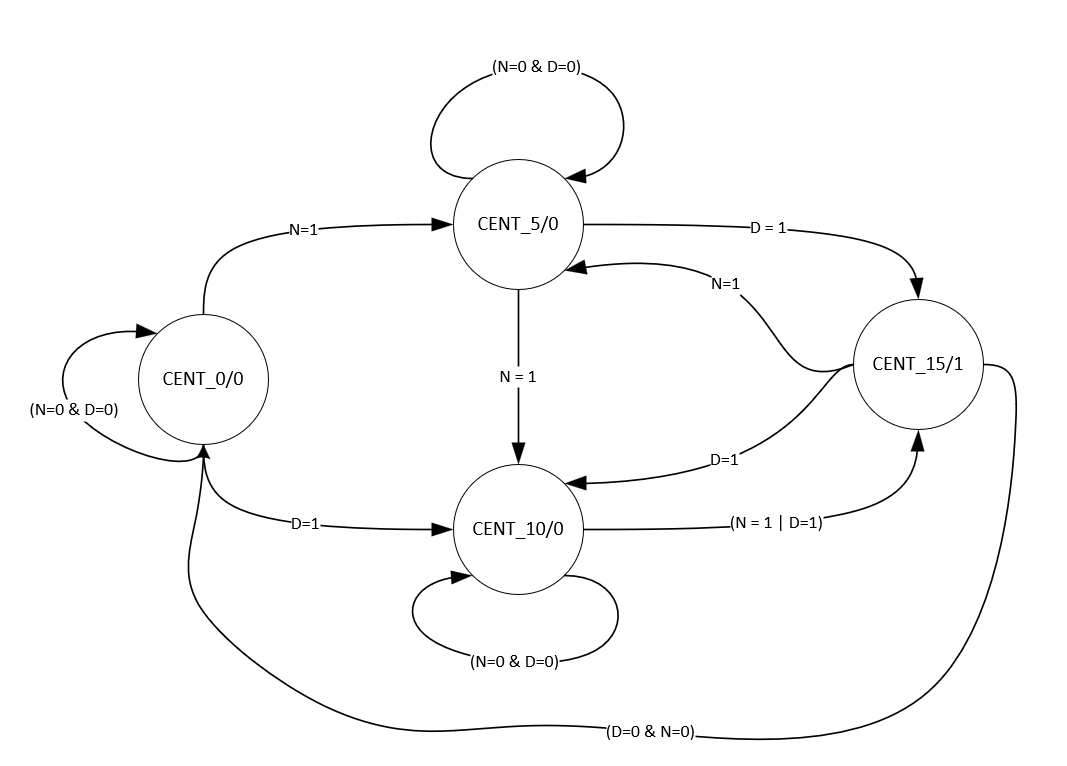 (N=0 & D=0)
CENT_5/0
N=1
D = 1
N=1
CENT_15/1
N = 1
CENT_0/0
(N=0 & D=0)
D=1
D=1
CENT_10/0
(N = 1 | D=1)
(N=0 & D=0)
(D=0 & N=0)